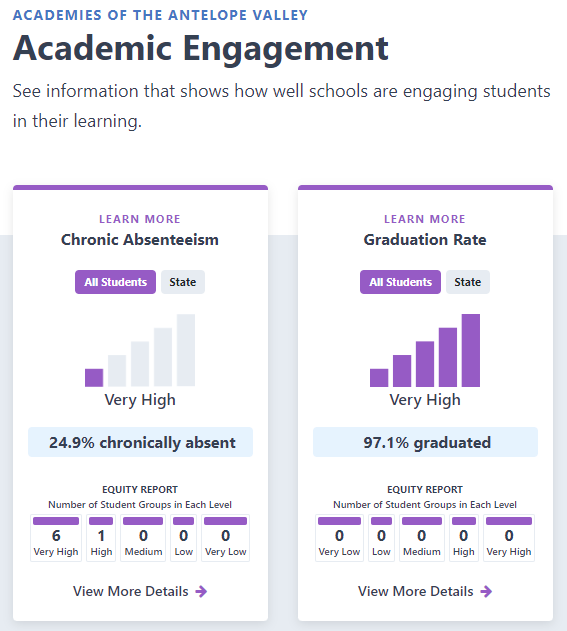 ACADEMIES OF THE ANTELOPE VALLEY
Academic Engagement
See information that shows how well schools are engaging students
in their learning.
LEARN MORE
Chronic Absenteeism
All Students State
Very High
24.9% chronically absent
EQUITY REPORT
Number of Student Groups in Each Level
6 1 0 0 0
Very High High Medium Low Very Low
View More Details
LEARN MORE
Graduation Rate
All Students State
Very High
97.1% graduated
EQUITY REPORT
Number of Student Groups in Each Level
0 0 0 0 0
Very Low Low Medium High Very High
View More Details